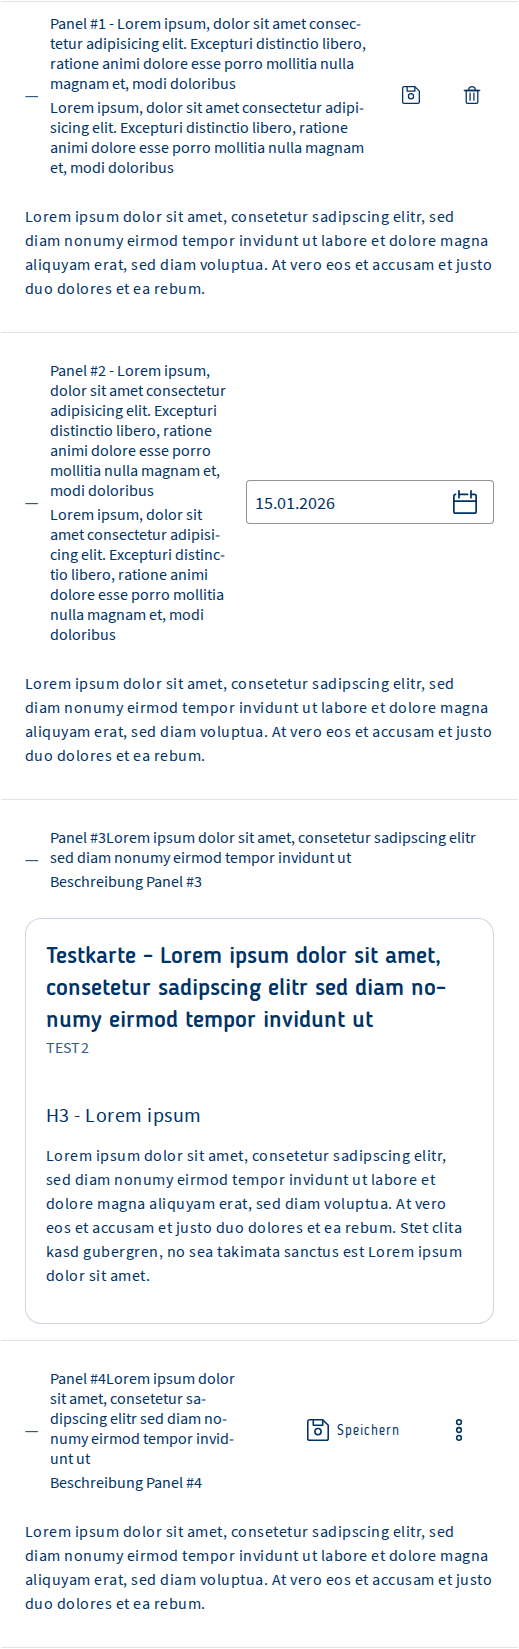 Panel #1 - Lorem ipsum, dolor sit amet consec-
tetur adipisicing elit. Excepturi distinctio libero,
ratione animi dolore esse porro mollitia nulla
magnam et, modi doloribus
Lorem ipsum, dolor sit amet consectetur adipi-
sicing elit. Excepturi distinctio libero, ratione
animi dolore esse porro mollitia nulla magnam
et, modi doloribus
Lorem ipsum dolor sit amet, consetetur sadipscing elitr, sed
diam nonumy eirmod tempor invidunt ut labore et dolore magna
aliquyam erat, sed diam voluptua. At vero eos et accusam et justo
duo dolores et ea rebum.
Panel #2 - Lorem ipsum,
dolor sit amet consectetur
adipisicing elit. Excepturi
distinctio libero, ratione
animi dolore esse porro
mollitia nulla magnam et,
modi doloribus
Lorem ipsum, dolor sit
amet consectetur adipisi-
cing elit. Excepturi distinc-
tio libero, ratione animi
dolore esse porro mollitia
nulla magnam et, modi
doloribus
15.01.2026
Lorem ipsum dolor sit amet, consetetur sadipscing elitr, sed
diam nonumy eirmod tempor invidunt ut labore et dolore magna
aliquyam erat, sed diam voluptua. At vero eos et accusam et justo
duo dolores et ea rebum.
Panel #3Lorem ipsum dolor sit amet, consetetur sadipscing elitr
sed diam nonumy eirmod tempor invidunt ut
Beschreibung Panel #3
Testkarte - Lorem ipsum dolor sit amet,
consetetur sadipscing elitr sed diam no-
numy eirmod tempor invidunt ut
TEST2
H3 - Lorem ipsum
Lorem ipsum dolor sit amet, consetetur sadipscing elitr,
sed diam nonumy eirmod tempor invidunt ut labore et
dolore magna aliquyam erat, sed diam voluptua. At vero
eos et accusam et justo duo dolores et ea rebum. Stet clita
kasd gubergren, no sea takimata sanctus est Lorem ipsum
dolor sit amet.
Panel #4Lorem ipsum dolor
sit amet, consetetur sa-
dipscing elitr sed diam no-
numy eirmod tempor invid-
unt ut
Beschreibung Panel #4
Speichern
Lorem ipsum dolor sit amet, consetetur sadipscing elitr, sed
diam nonumy eirmod tempor invidunt ut labore et dolore magna
aliquyam erat, sed diam voluptua. At vero eos et accusam et justo
duo dolores et ea rebum.